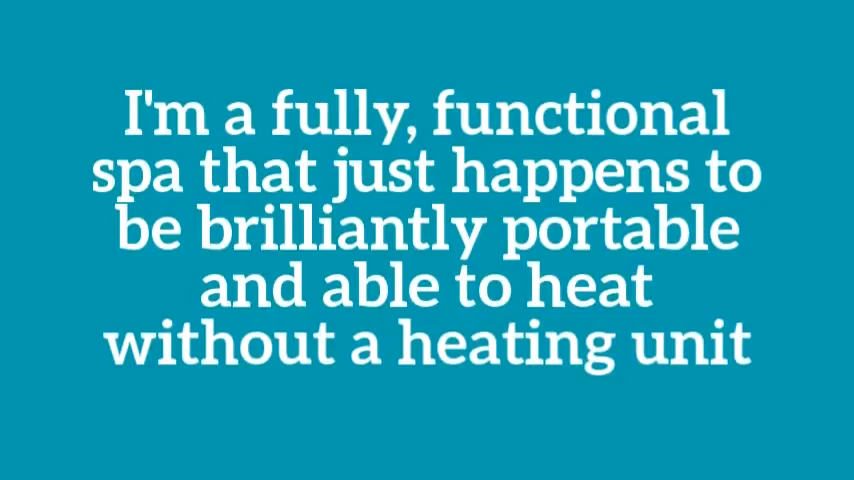 I'm a fully, functional
spa that just happens to
be brilliantly portable
and able to heat
without a heating unit